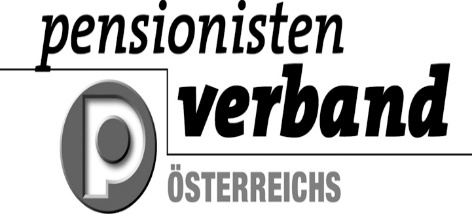 pensionisten
verband
p
ÖSTERREICHS